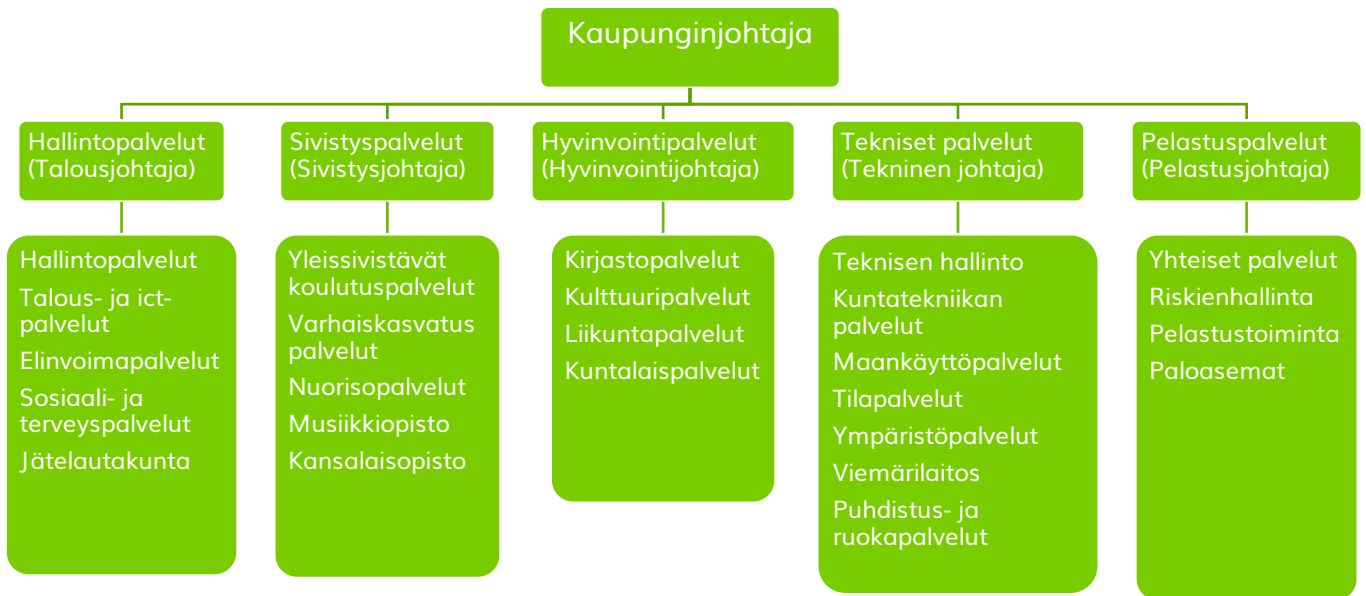 Kaupunginjohtaja
Hallintopalvelut
(Talousjohtaja)
Sivistyspalvelut
(Sivistysjohtaja)
Hyvinvointipalvelut
(Hyvinvointijohtaja)
Tekniset palvelut
(Tekninen johtaja)
Pelastuspalvelut
(Pelastusjohtaja)
Hallintopalvelut
Talous- ja ict-
palvelut
Elinvoimapalvelut
Sosiaali- ja
terveyspalvelut
Jätelautakunta
Yleissivistävät
koulutuspalvelut
Varhaiskasvatus
palvelut
Nuorisopalvelut
Musiikkiopisto
Kansalaisopisto
Kirjastopalvelut
Kulttuuripalvelut
Liikuntapalvelut
Kuntalaispalvelut
Teknisen hallinto
Kuntatekniikan
palvelut
Maankäyttöpalvelut
Tilapalvelut
Ympäristöpalvelut
Viemärilaitos
Puhdistus- ja
ruokapalvelut
Yhteiset palvelut
Riskienhallinta
Pelastustoiminta
Paloasemat